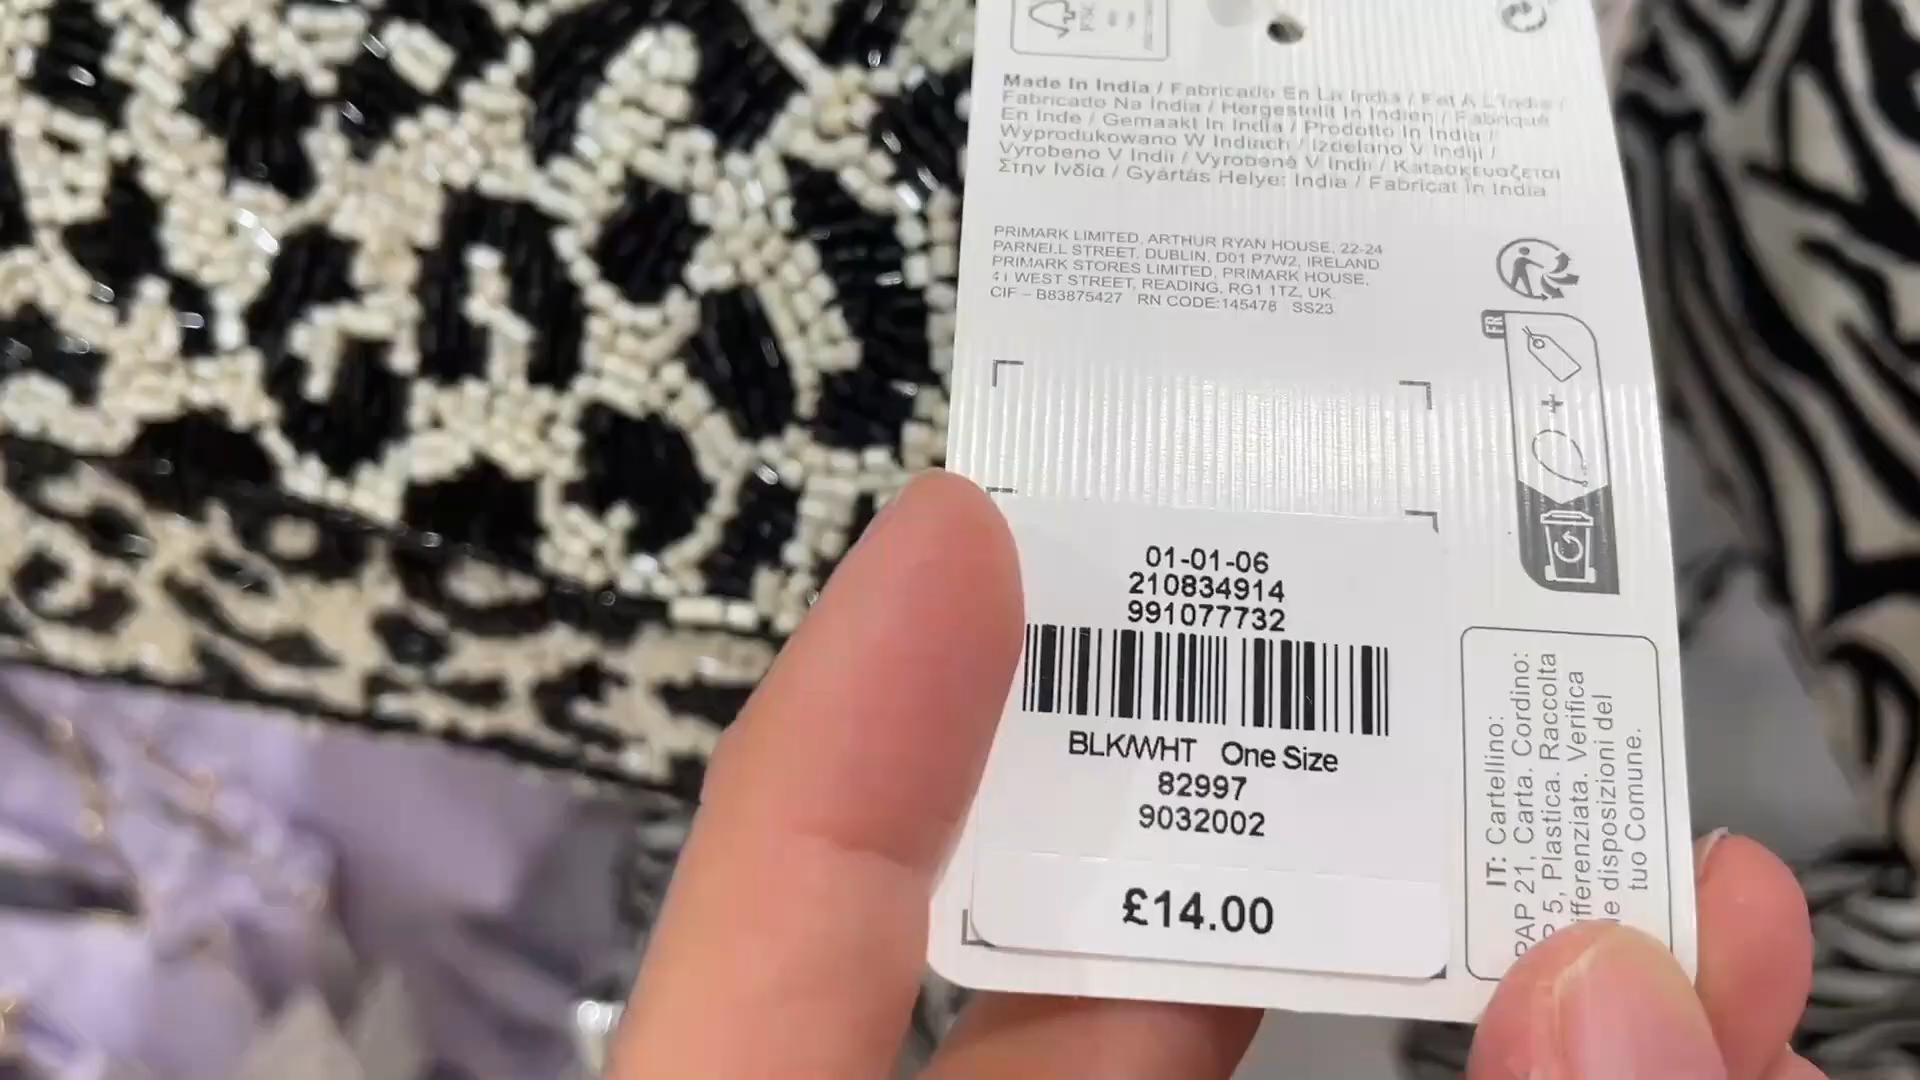 Made In India / Fabricado En La India / Fet A L'India /
Fabricado Na India / Hergestellt In Indien / Fabriqué
En Inde / Gemaakt In India / Prodotto In India /
Wyprodukowano W Indiach / Izdelano V Indiji /
Vyrobeno V Indii / Vyrobené V Indii / Κατασκευάζεται
Στην Ινδία / Gyártás Helye: India / Fabricat în India
PRIMARK LIMITED, ARTHUR RYAN HOUSE, 22-24
PARNELL STREET, DUBLIN, D01 P7W2, IRELAND
PRIMARK STORES LIMITED, PRIMARK HOUSE,
41 WEST STREET, READING, RG1 1TZ, UK
CIF – B83875427 RN CODE:145478 SS23
FR
+
01-01-06
210834914
991077732
BLK/WHT One Size
82997
9032002
£14.00
IT: Cartellino:
PAP 21, Carta. Cordino:
P 5, Plastica. Raccolta
ifferenziata. Verifica
e disposizioni del
tuo Comune.